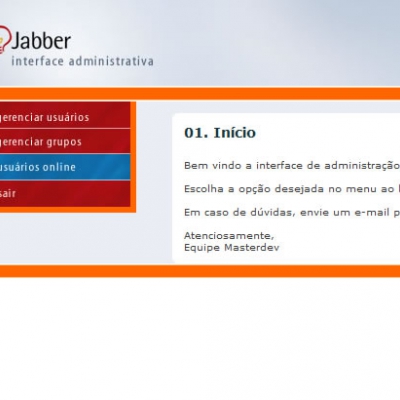 Jabber
interface administrativa
gerenciar usuários
gerenciar grupos
usuários online
sair
01. Início
Bem vindo a interface de administração
Escolha a opção desejada no menu ao
Em caso de dúvidas, envie um e-mail
Atenciosamente,
Equipe Masterdev